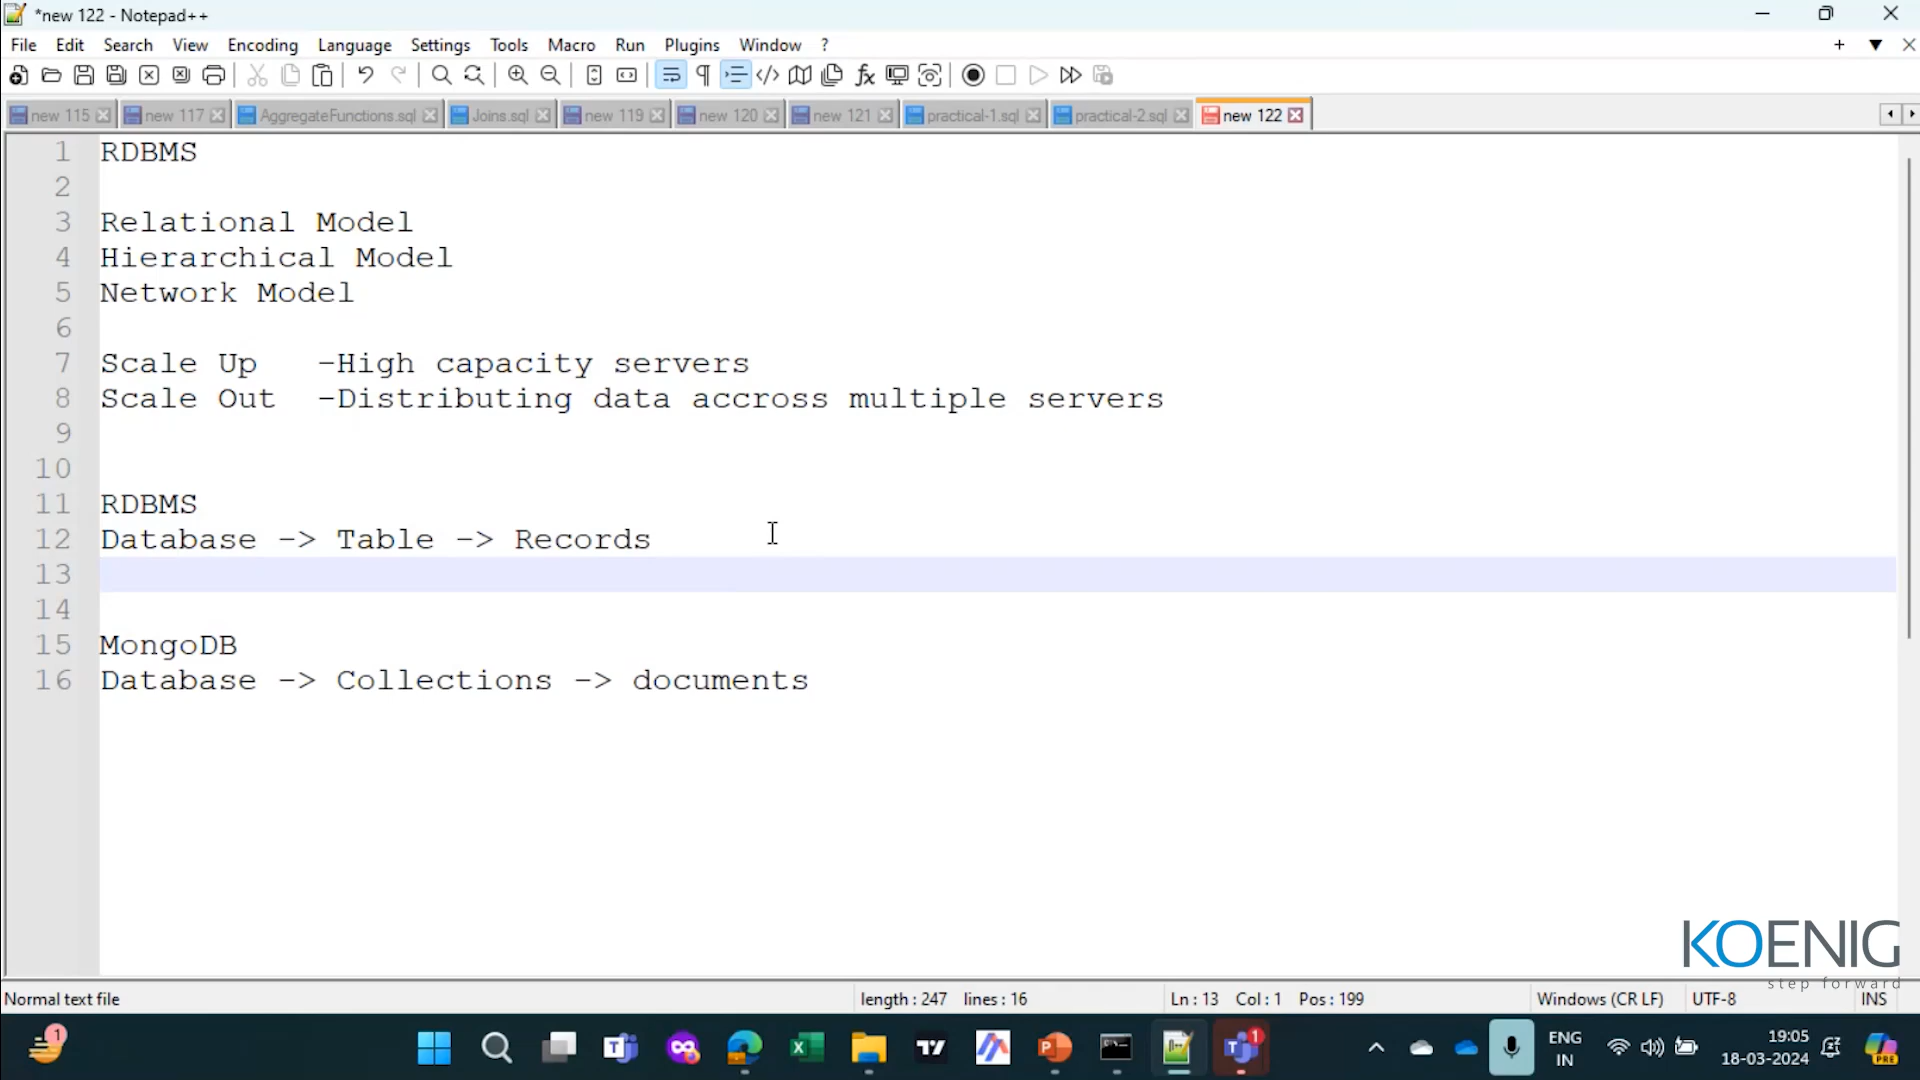 *new 122 - Notepad++
File Edit Search View Encoding Language Settings Tools Macro Run Plugins Window ?
new 115 new 117 AggregateFunctions.sql Joins.sql new 119 new 120 new 121 practical-1.sql practical-2.sql new 122
1 RDBMS
2
3 Relational Model
4 Hierarchical Model
5 Network Model
6
7 Scale Up -High capacity servers
8 Scale Out -Distributing data accross multiple servers
9
10
11 RDBMS
12 Database -> Table -> Records
13
14
15 MongoDB
16 Database -> Collections -> documents
KOENIG
step forward
Normal text file length : 247 lines : 16 Ln : 13 Col : 1 Pos : 199 Windows (CR LF) UTF-8 INS
1 1 ENG 19:05
IN 18-03-2024 PRE